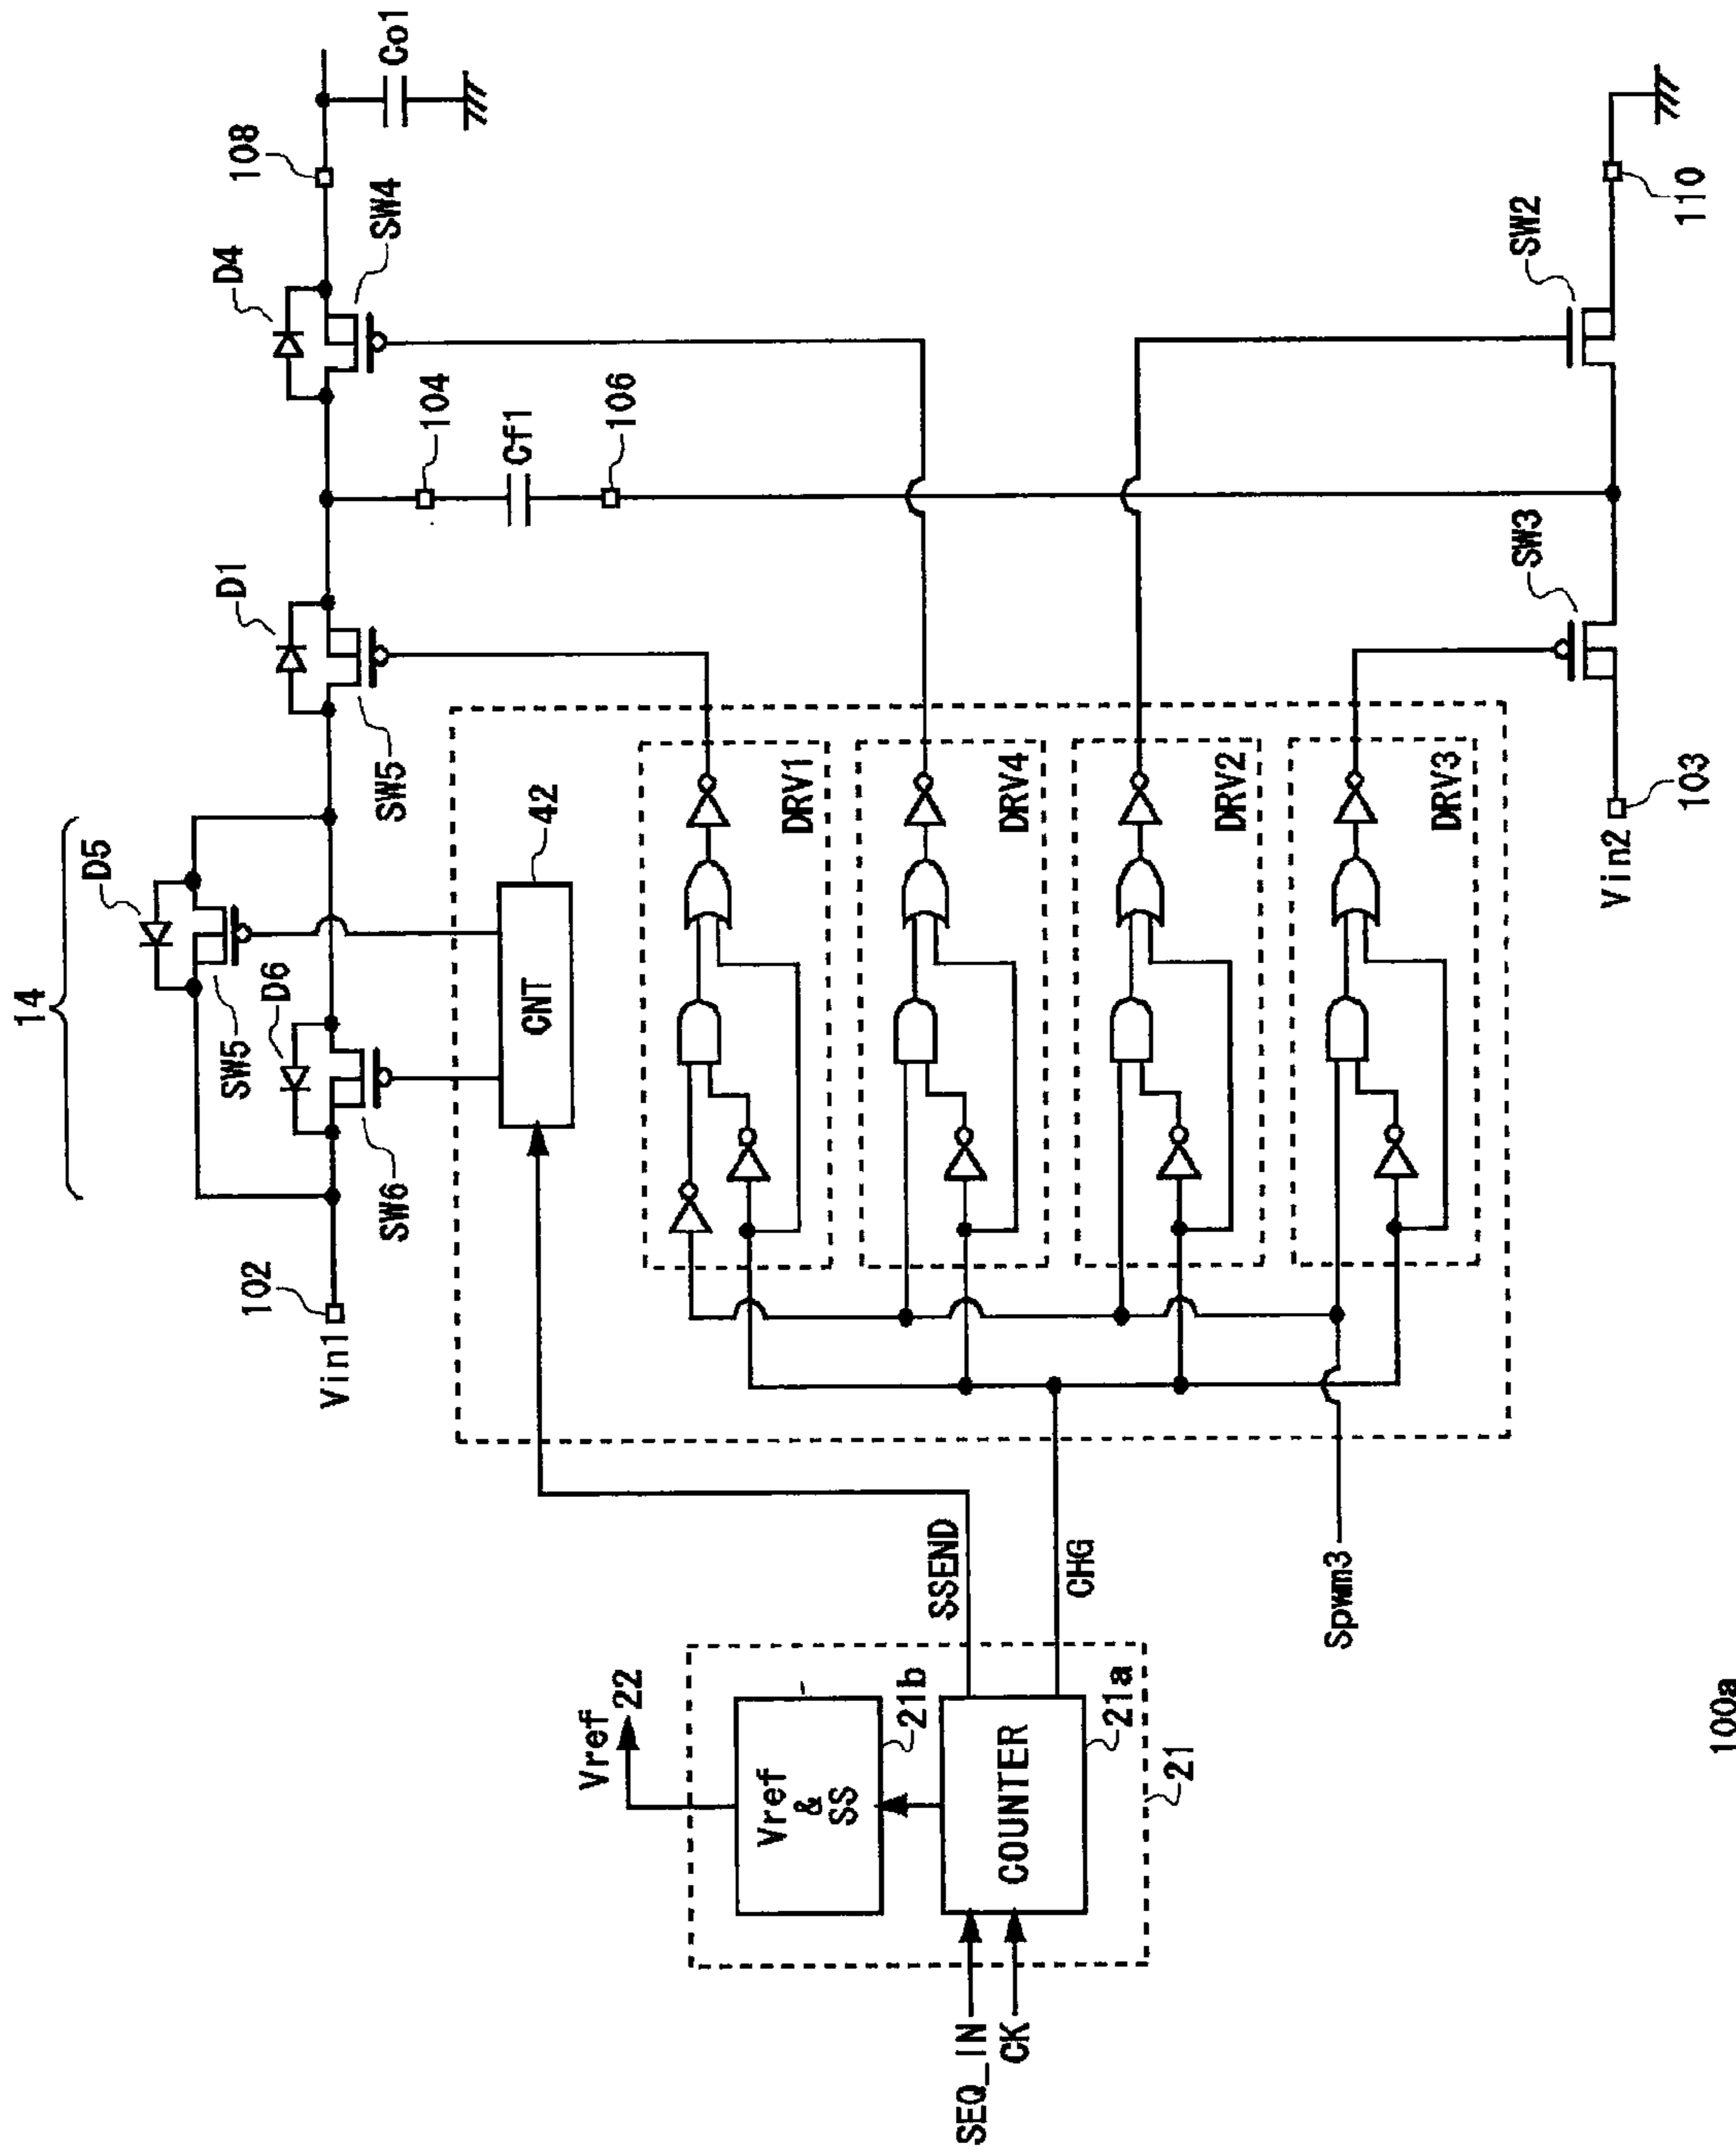 14
D5
SW5
D6
SW6
102
Vin1
D1
SW5
D4
SW4
108
Co1
104
Cf1
106
42
CNT
DRV1
DRV4
DRV2
DRV3
SW2
110
SW3
Vin2
103
SSEND
CHG
Spwm3
Vref
22
Vref
& SS
21b
COUNTER
21a
21
SEQ_IN
CK
100a